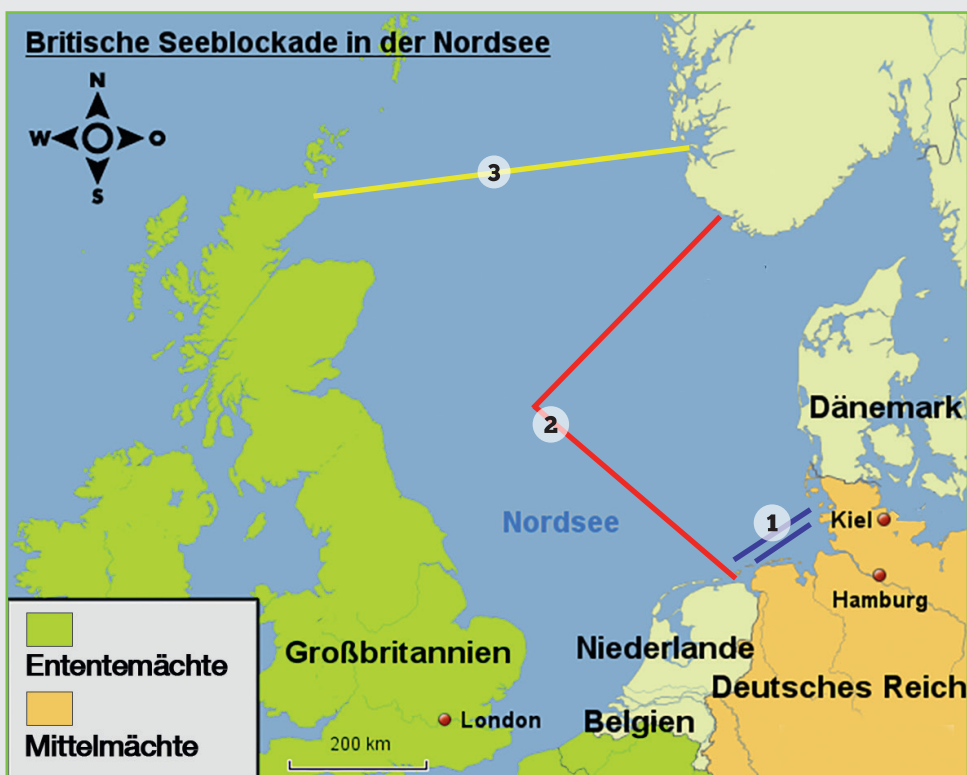 Britische Seeblockade in der Nordsee
N
W
O
S
3
2
1
Dänemark
Kiel
Hamburg
Nordsee
Großbritannien
Niederlande
Deutsches Reich
Belgien
London
200 km
Ententemächte
Mittelmächte